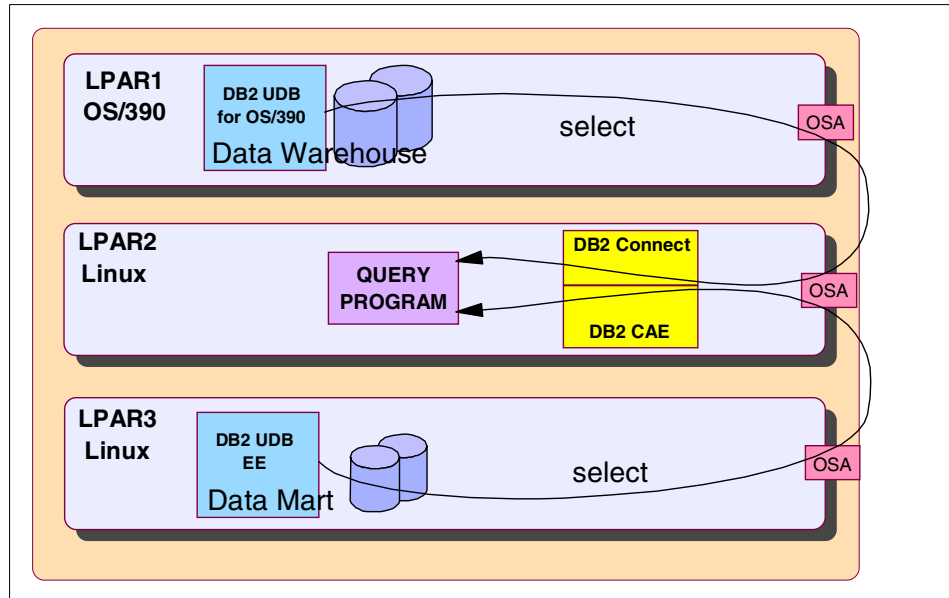 LPAR1
OS/390
DB2 UDB
for OS/390
Data Warehouse
select
OSA
LPAR2
Linux
QUERY
PROGRAM
DB2 Connect
DB2 CAE
OSA
LPAR3
Linux
DB2 UDB
EE
Data Mart
select
OSA